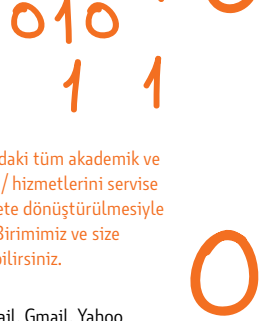 0
010
1 1
daki tüm akademik ve
/ hizmetlerini servise
ete dönüştürülmesiyle
Birimimiz ve size
bilirsiniz.
0
ail, Gmail, Yahoo